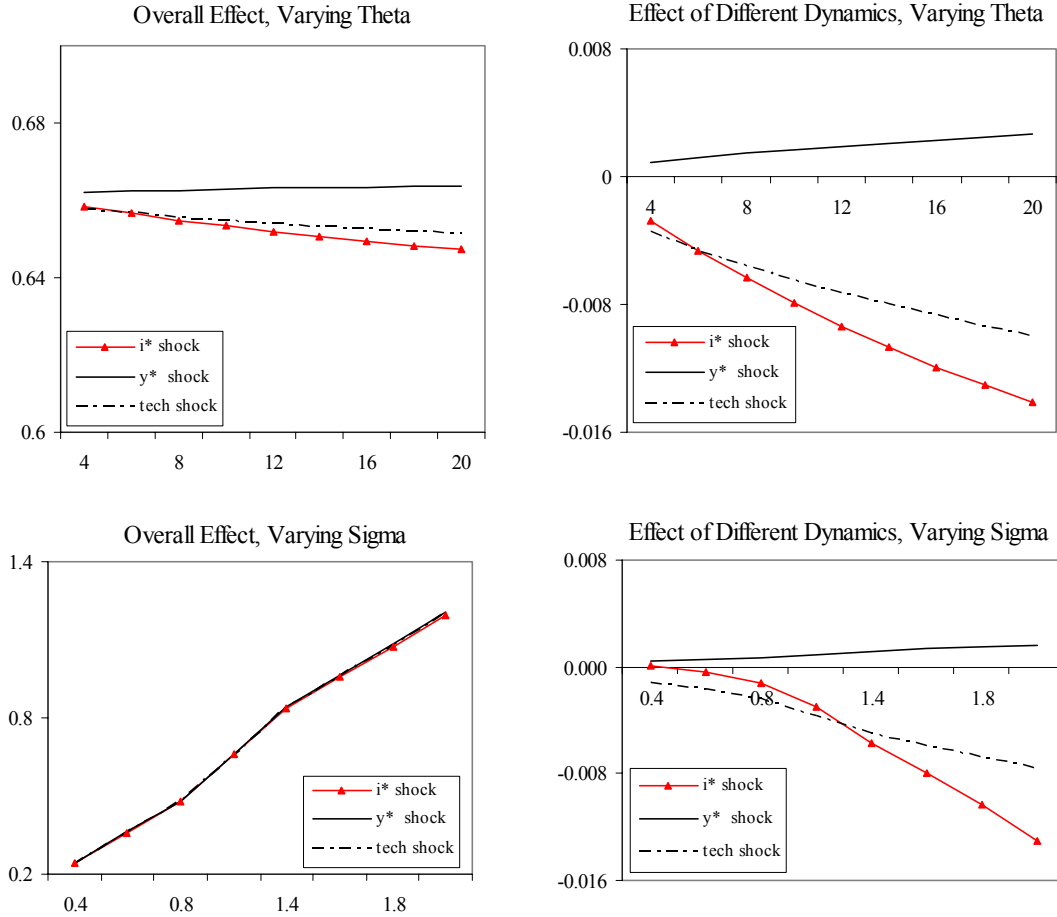 Overall Effect, Varying Theta
0.68
0.64
0.6
4 8 12 16 20
i* shock
y* shock
tech shock
Effect of Different Dynamics, Varying Theta
0.008
0
-0.008
-0.016
4 8 12 16 20
i* shock
y* shock
tech shock
Overall Effect, Varying Sigma
1.4
0.8
0.2
0.4 0.8 1.4 1.8
i* shock
y* shock
tech shock
Effect of Different Dynamics, Varying Sigma
0.008
0.000
-0.008
-0.016
0.4 0.8 1.4 1.8
i* shock
y* shock
tech shock